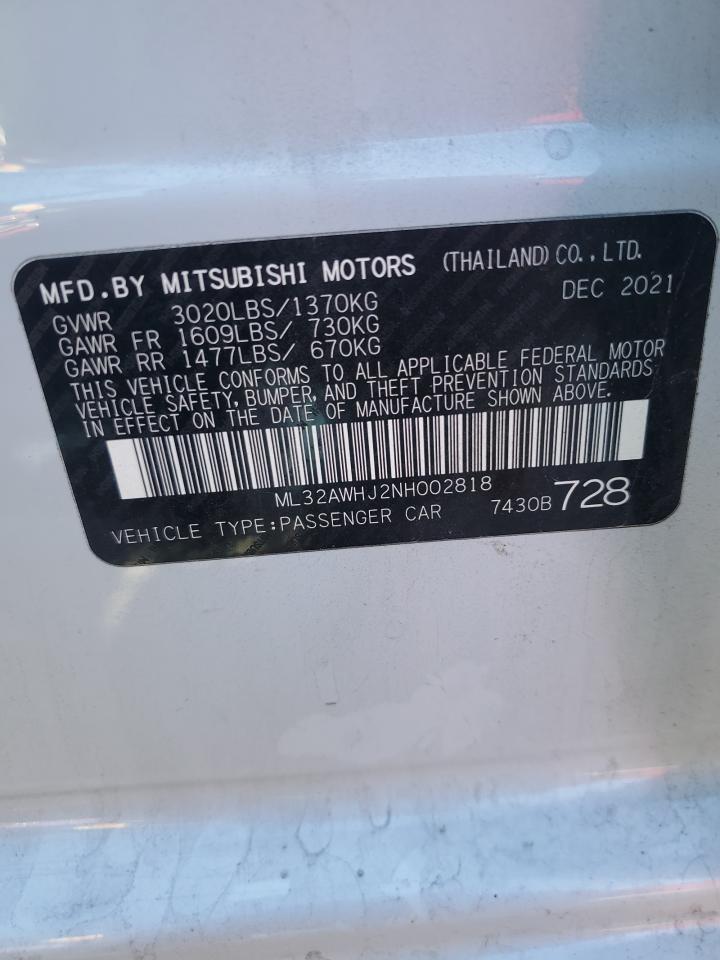 MFD.BY MITSUBISHI MOTORS (THAILAND) CO.,LTD.
GVWR 3020LBS/1370KG DEC 2021
GAWR FR 1609LBS/ 730KG
GAWR RR 1477LBS/ 670KG
THIS VEHICLE CONFORMS TO ALL APPLICABLE FEDERAL MOTOR
VEHICLE SAFETY, BUMPER, AND THEFT PREVENTION STANDARDS
IN EFFECT ON THE DATE OF MANUFACTURE SHOWN ABOVE.
ML32AWHJ2NH002818
VEHICLE TYPE:PASSENGER CAR 7430B 728